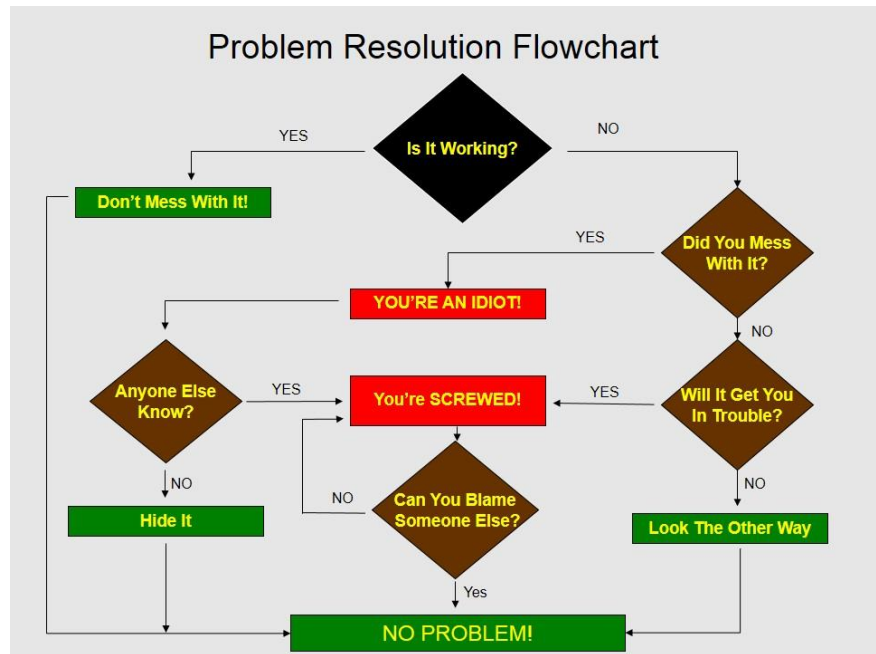 Problem Resolution Flowchart
YES
Is It Working?
NO
Don't Mess With It!
YES
Did You Mess
With It?
YOU'RE AN IDIOT!
NO
Anyone Else
Know?
YES
You're SCREWED!
YES
Will It Get You
In Trouble?
NO
Hide It
NO
Can You Blame
Someone Else?
NO
Look The Other Way
Yes
NO PROBLEM!